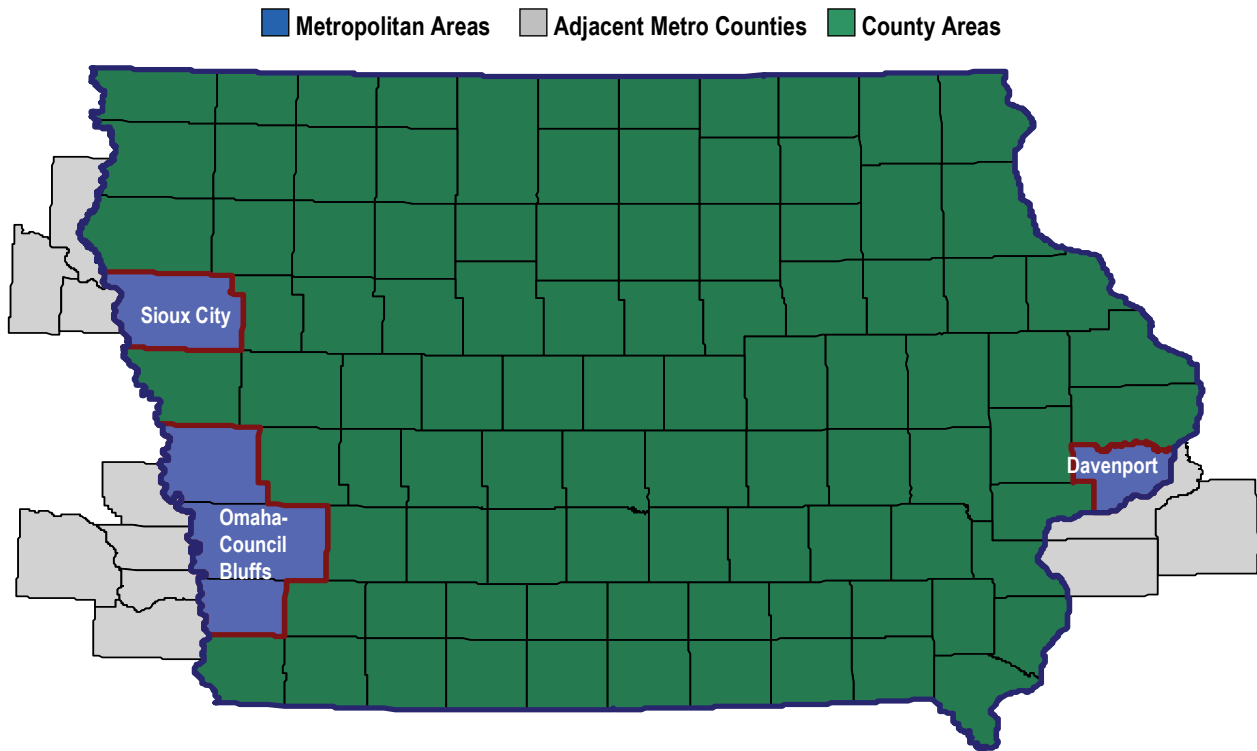 Metropolitan Areas Adjacent Metro Counties County Areas
Sioux City
Davenport
Omaha-
Council
Bluffs